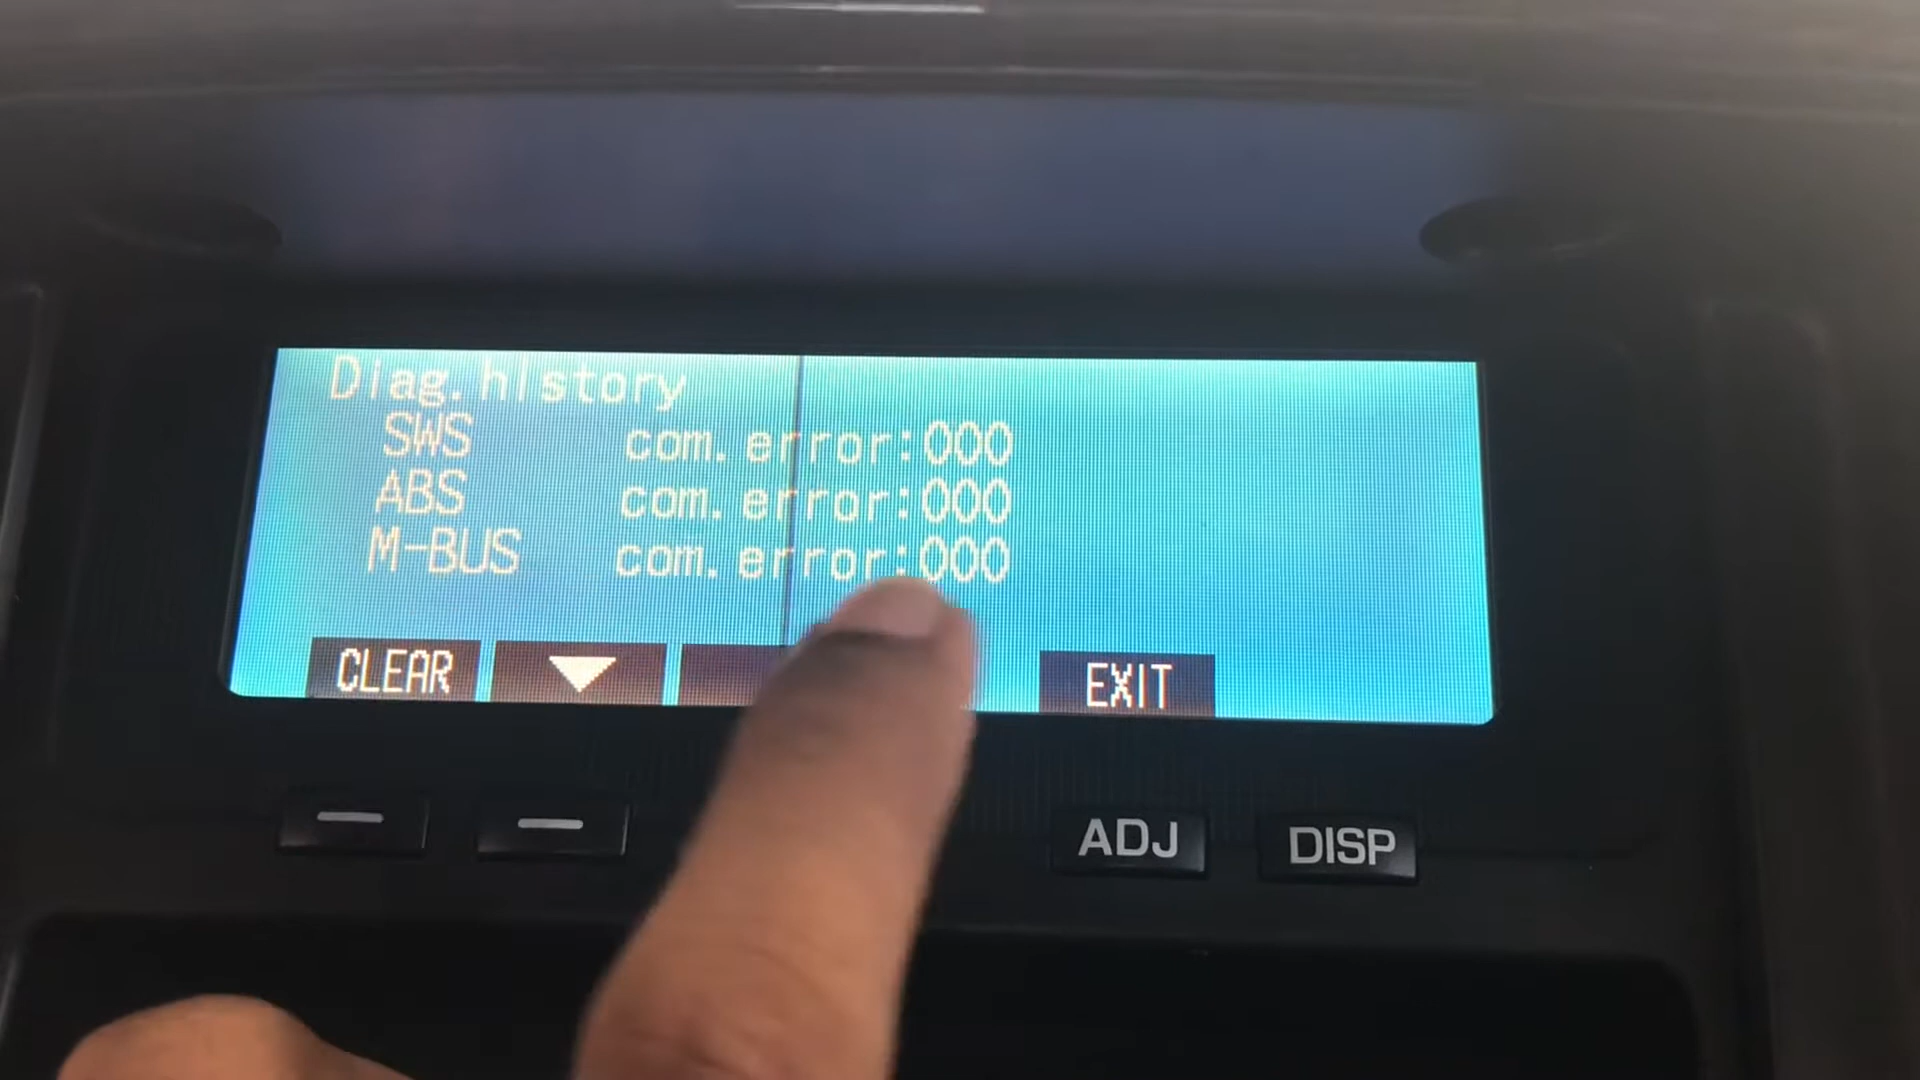 Diag.history
SWS com.error:000
ABS com.error:000
M-BUS com.error:000
CLEAR ▼ EXIT
ADJ DISP